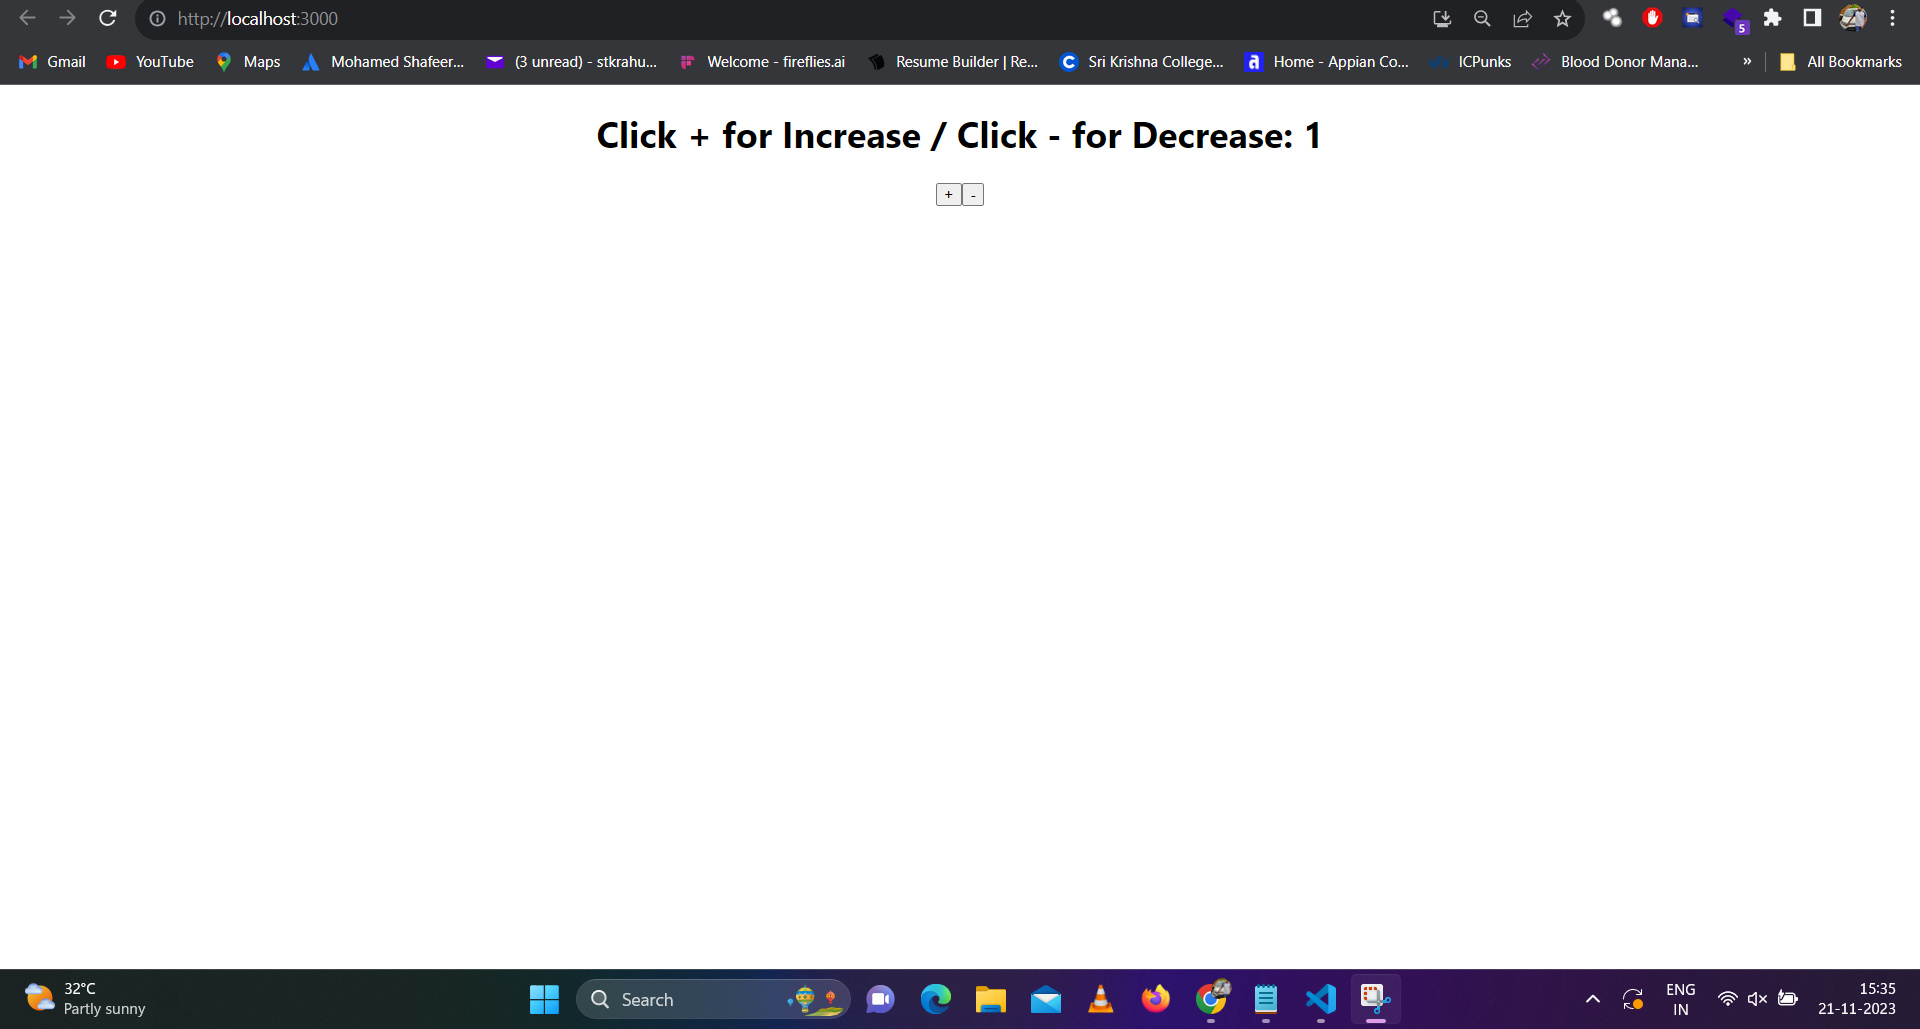 http://localhost:3000
5
Gmail YouTube Maps Mohamed Shafeer... (3 unread) - stkrahu... Welcome - fireflies.ai Resume Builder | Re... Sri Krishna College... Home - Appian Co... ICPunks Blood Donor Mana... » All Bookmarks
Click + for Increase / Click - for Decrease: 1
+ -
32°C
Partly sunny
Search
ENG
IN
15:35
21-11-2023